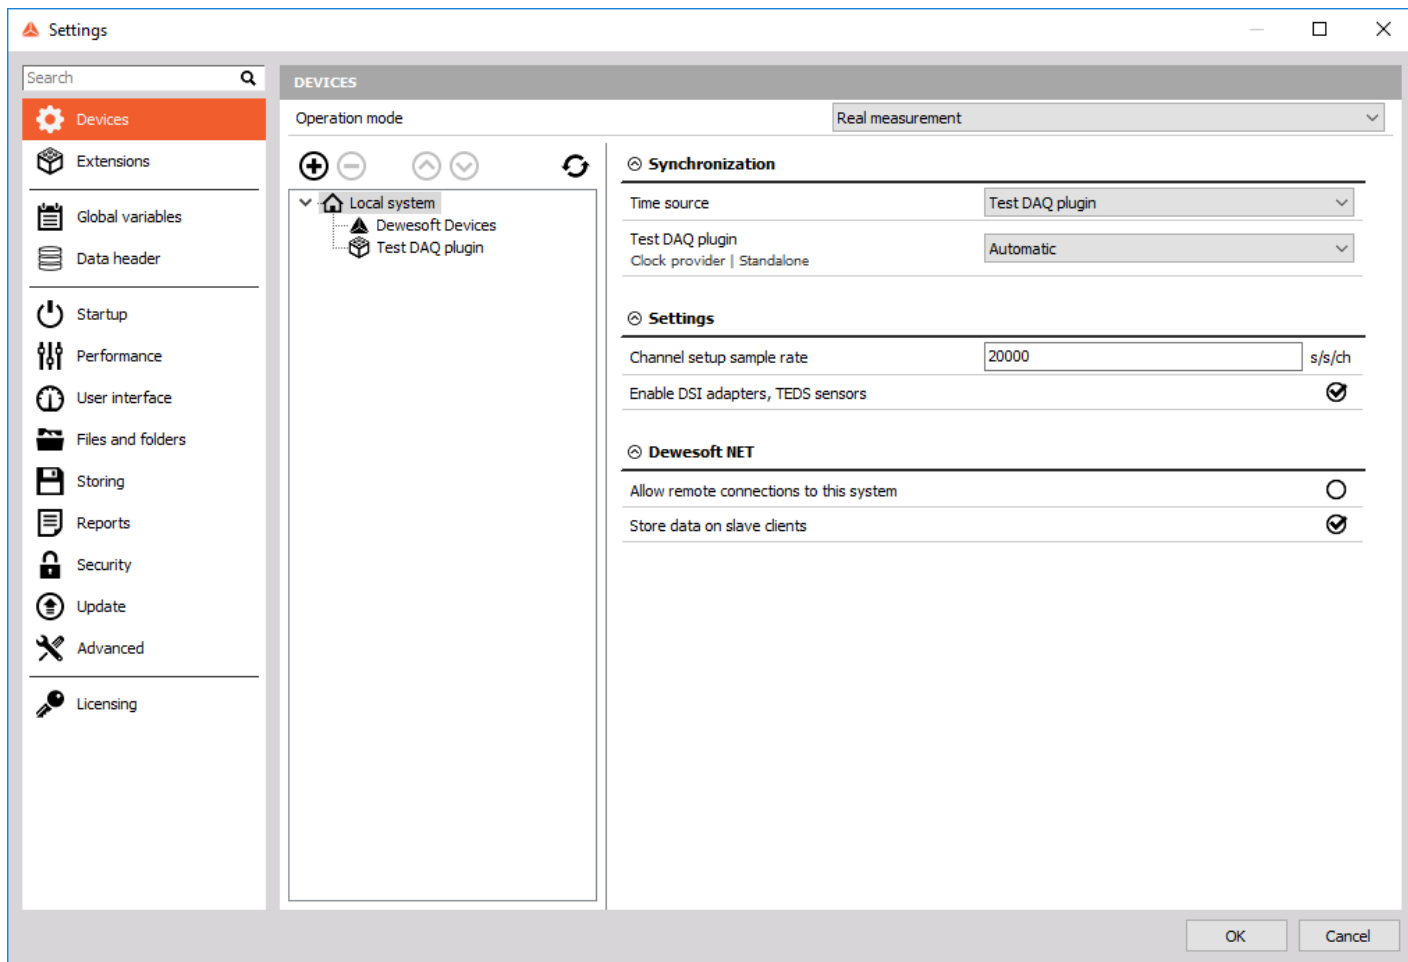 Settings
Search
DEVICES
Devices
Operation mode
Real measurement
Extensions
Global variables
Data header
Startup
Performance
User interface
Files and folders
Storing
Reports
Security
Update
Advanced
Licensing
Local system
Dewesoft Devices
Test DAQ plugin
Synchronization
Time source
Test DAQ plugin
Test DAQ plugin
Clock provider | Standalone
Automatic
Settings
Channel setup sample rate
20000
s/s/ch
Enable DSI adapters, TEDS sensors
Dewesoft NET
Allow remote connections to this system
Store data on slave clients
OK
Cancel